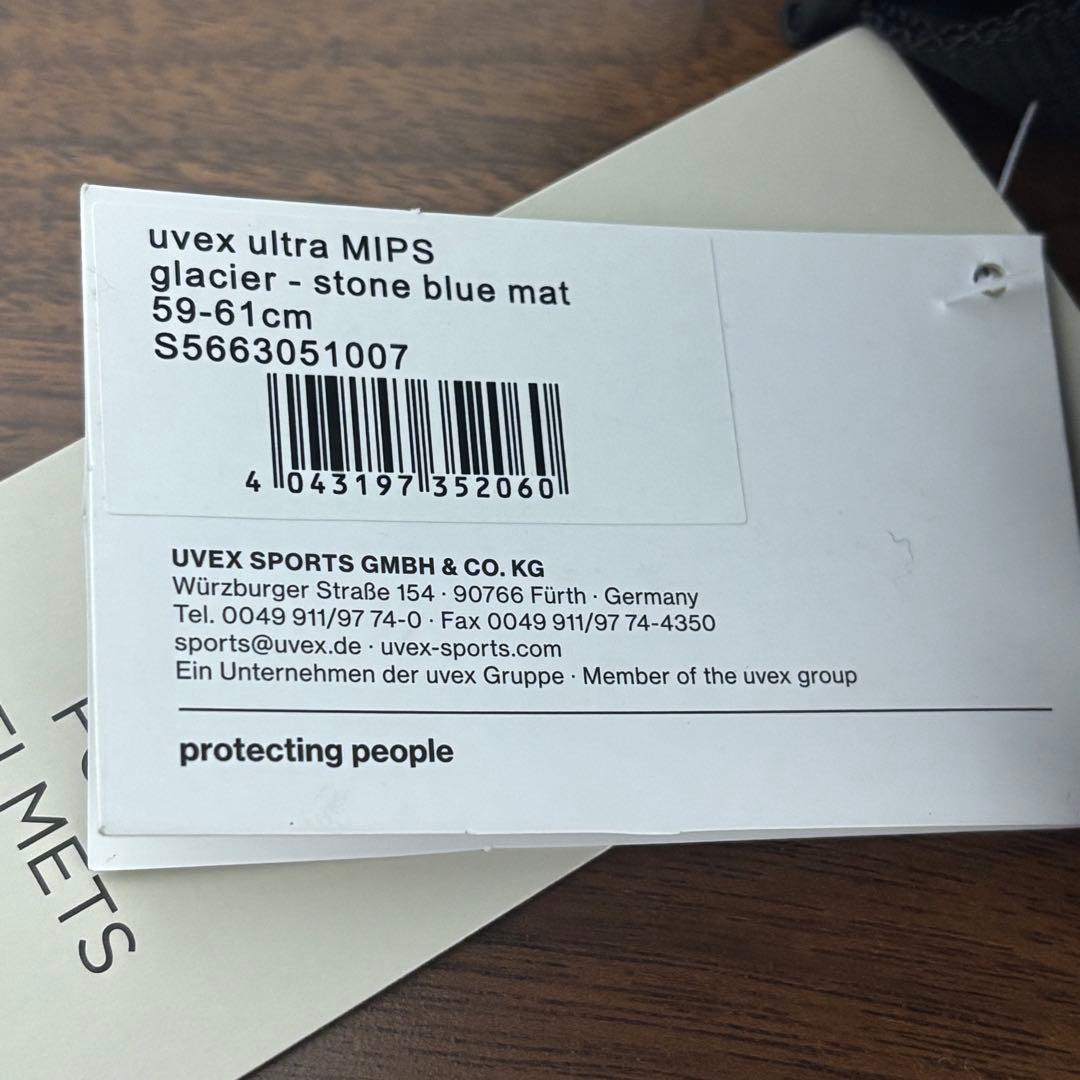 uvex ultra MIPS
glacier - stone blue mat
59-61cm
S5663051007
4 043197 352060
UVEX SPORTS GMBH & CO. KG
Würzburger Straße 154 · 90766 Fürth · Germany
Tel. 0049 911/97 74-0 · Fax 0049 911/97 74-4350
sports@uvex.de · uvex-sports.com
Ein Unternehmen der uvex Gruppe · Member of the uvex group
protecting people